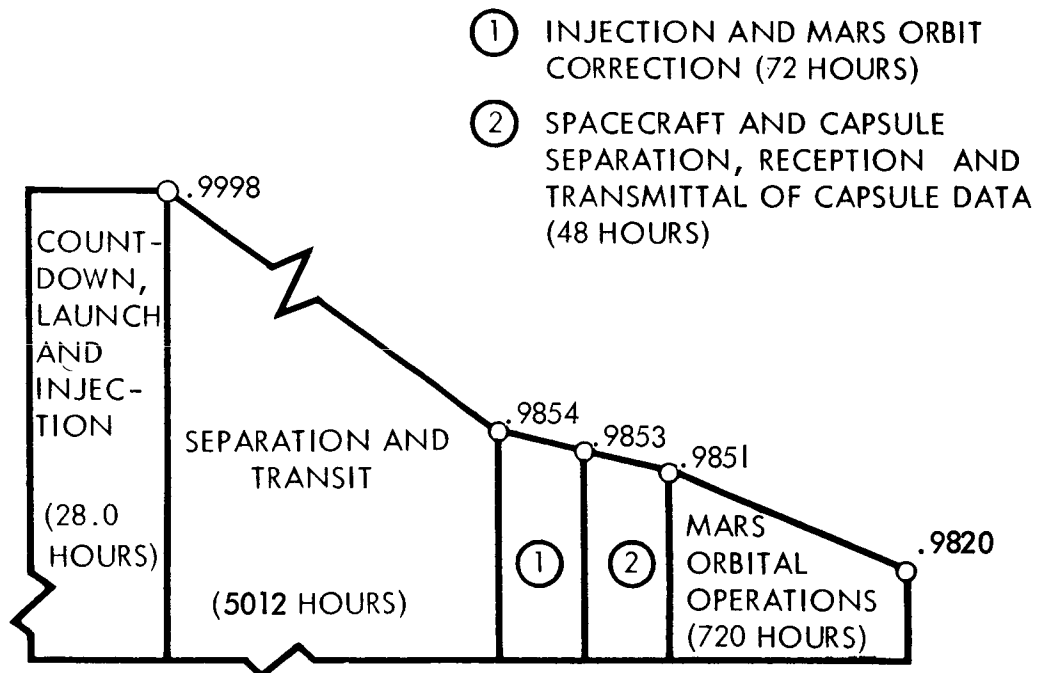 ① INJECTION AND MARS ORBIT
CORRECTION (72 HOURS)
② SPACECRAFT AND CAPSULE
SEPARATION, RECEPTION AND
TRANSMITTAL OF CAPSULE DATA
(48 HOURS)
.9998
COUNT-
DOWN,
LAUNCH
AND
INJEC-
TION
(28.0
HOURS)
SEPARATION AND
TRANSIT
(5012 HOURS)
.9854
.9853
.9851
①
②
MARS
ORBITAL
OPERATIONS
(720 HOURS)
.9820